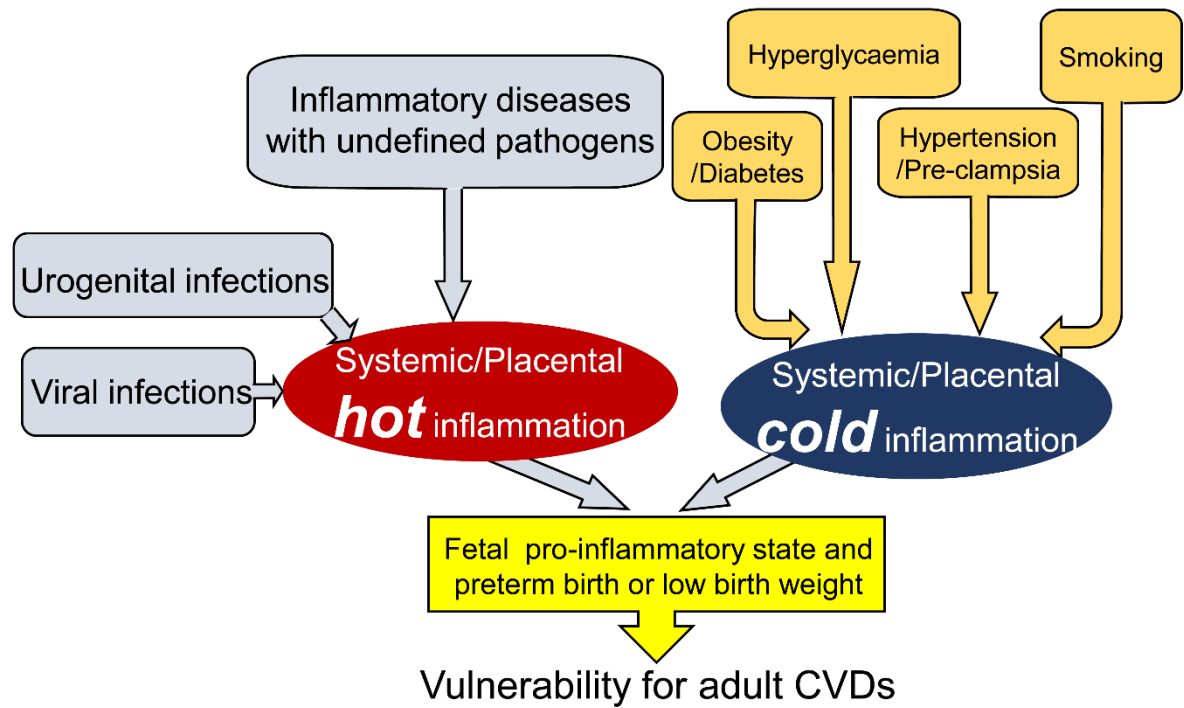 Hyperglycaemia
Smoking
Inflammatory diseases
with undefined pathogens
Obesity
/Diabetes
Hypertension
/Pre-clampsia
Urogenital infections
Viral infections
Systemic/Placental
hot inflammation
Systemic/Placental
cold inflammation
Fetal pro-inflammatory state and
preterm birth or low birth weight
Vulnerability for adult CVDs